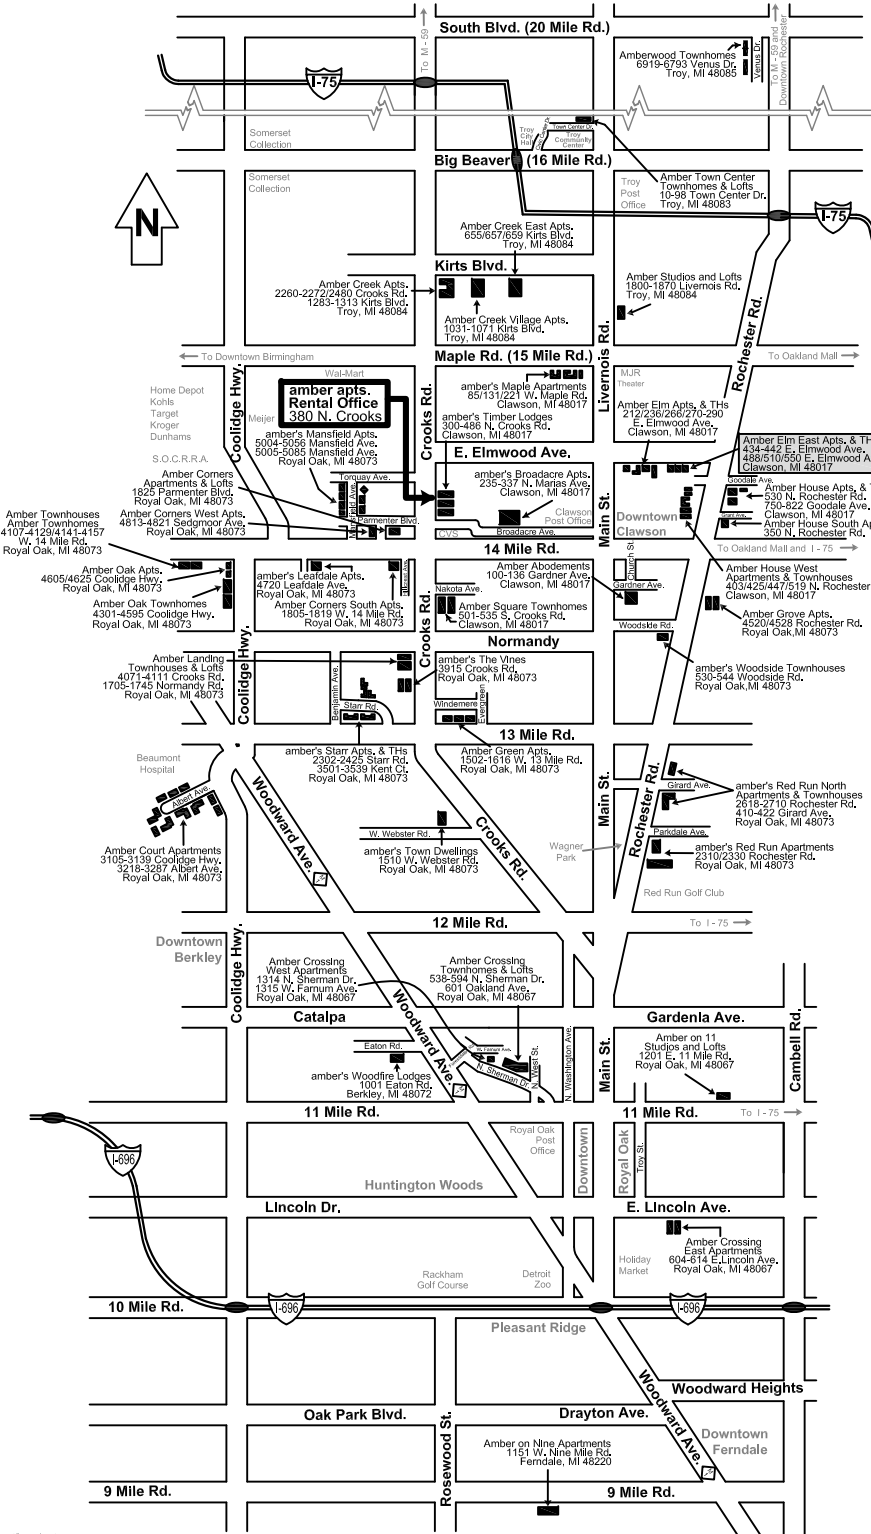 To M - 59
South Blvd. (20 Mile Rd.)
To M - 59 and
Downtown Rochester
Amberwood Townhomes
6919-6793 Venus Dr.
Troy, MI 48085
Venus Dr.
I-75
Somerset
Collection
Troy
City
Hall
Civic Center Dr.
Town Center Dr.
Troy
Community
Center
Big Beaver (16 Mile Rd.)
Somerset
Collection
Troy
Post
Office
Amber Town Center
Townhomes & Lofts
10-98 Town Center Dr.
Troy, MI 48083
N
I-75
Amber Creek East Apts.
655/657/659 Kirts Blvd.
Troy, MI 48084
Kirts Blvd.
Amber Creek Apts.
2260-2272/2480 Crooks Rd.
1283-1313 Kirts Blvd.
Troy, MI 48084
Amber Creek Village Apts.
1031-1071 Kirts Blvd.
Troy, MI 48084
Amber Studios and Lofts
1800-1870 Livernois Rd.
Troy, MI 48084
Livernois Rd.
Rochester Rd.
To Downtown Birmingham
Maple Rd. (15 Mile Rd.)
To Oakland Mall
Coolidge Hwy.
Wal-Mart
Crooks Rd.
MJR
Theater
Home Depot
Kohls
Target
Kroger
Dunhams
Meijer
amber apts.
Rental Office
380 N. Crooks
amber's Maple Apartments
85/131/221 W. Maple Rd.
Clawson, MI 48017
amber's Timber Lodges
300-486 N. Crooks Rd.
Clawson, MI 48017
Amber Elm Apts. & THs
212/236/266/270-290
E. Elmwood Ave.
Clawson, MI 48017
amber's Mansfield Apts.
5004-5056 Mansfield Ave.
5005-5085 Mansfield Ave.
Royal Oak, MI 48073
S.O.C.R.R.A.
E. Elmwood Ave.
Amber Elm East Apts. & TH
434-442 E. Elmwood Ave.
488/510/550 E. Elmwood A
Clawson, MI 48017
Amber Corners
Apartments & Lofts
1825 Parmenter Blvd.
Royal Oak, MI 48073
Torquay Ave.
Mansfield Ave.
Parmenter Blvd.
amber's Broadacre Apts.
235-337 N. Marias Ave.
Clawson, MI 48017
Goodale Ave.
Amber House Apts. & T
530 N. Rochester Rd.
750-822 Goodale Ave.
Clawson, MI 48017
Grant Ave.
Amber House South Ap
350 N. Rochester Rd.
Amber Corners West Apts.
4813-4821 Sedgmoor Ave.
Royal Oak, MI 48073
Amber Townhouses
Amber Townhomes
4107-4129/4141-4157
W. 14 Mile Rd.
Royal Oak, MI 48073
Clawson
Post Office
CVS
Broadacre Ave.
Main St.
Downtown
Clawson
14 Mile Rd.
To Oakland Mall and I - 75
Amber Oak Apts.
4605/4625 Coolidge Hwy.
Royal Oak, MI 48073
Amber Oak Townhomes
4301-4595 Coolidge Hwy.
Royal Oak, MI 48073
amber's Leafdale Apts.
4720 Leafdale Ave.
Royal Oak, MI 48073
Amber Corners South Apts.
1805-1819 W. 14 Mile Rd.
Royal Oak, MI 48073
Amber Abodements
100-136 Gardner Ave.
Clawson, MI 48017
Church St.
Gardner Ave.
Amber House West
Apartments & Townhouses
403/425/447/519 N. Rochester
Clawson, MI 48017
Nakota Ave.
Crooks Rd.
Amber Square Townhomes
501-535 S. Crooks Rd.
Clawson, MI 48017
Woodside Rd.
Amber Grove Apts.
4520/4528 Rochester Rd.
Royal Oak,MI 48073
Normandy
Coolidge Hwy.
Amber Landing
Townhouses & Lofts
4071-4111 Crooks Rd.
1705-1745 Normandy Rd.
Royal Oak, MI 48073
amber's The Vines
3915 Crooks Rd.
Royal Oak, MI 48073
amber's Woodside Townhouses
530-544 Woodside Rd.
Royal Oak,MI 48073
Benjamin Ave.
Starr Rd.
Windemere
Evergreen
13 Mile Rd.
Beaumont
Hospital
amber's Starr Apts. & THs
2302-2425 Starr Rd.
3501-3539 Kent Ct.
Royal Oak, MI 48073
Amber Green Apts.
1502-1616 W. 13 Mile Rd.
Royal Oak, MI 48073
Albert Ave.
Woodward Ave.
Crooks Rd.
Main St.
Rochester Rd.
Girard Ave.
amber's Red Run North
Apartments & Townhouses
2618-2710 Rochester Rd.
410-422 Girard Ave.
Royal Oak, MI 48073
Amber Court Apartments
3105-3139 Coolidge Hwy.
3218-3287 Albert Ave.
Royal Oak, MI 48073
W. Webster Rd.
amber's Town Dwellings
1510 W. Webster Rd.
Royal Oak, MI 48073
Wagner
Park
Parkdale Ave.
amber's Red Run Apartments
2310/2330 Rochester Rd.
Royal Oak, MI 48073
Red Run Golf Club
12 Mile Rd.
To I - 75
Downtown
Berkley
Coolidge Hwy.
Amber Crossing
West Apartments
1314 N. Sherman Dr.
1315 W. Farnum Ave.
Royal Oak, MI 48067
Amber Crossing
Townhomes & Lofts
538-594 N. Sherman Dr.
601 Oakland Ave.
Royal Oak, MI 48067
Catalpa
Woodward Ave.
Gardenia Ave.
Cambell Rd.
Eaton Rd.
W. Farnum Ave.
N. Sherman Dr.
N. West St.
N. Washington Ave.
Main St.
Amber on 11
Studios and Lofts
1201 E. 11 Mile Rd.
Royal Oak, MI 48067
amber's Woodfire Lodges
1001 Eaton Rd.
Berkley, MI 48072
11 Mile Rd.
11 Mile Rd.
To I - 75
I-696
Royal Oak
Post
Office
Downtown
Royal Oak
Troy St.
Huntington Woods
Lincoln Dr.
E. Lincoln Ave.
Amber Crossing
East Apartments
604-614 E.Lincoln Ave.
Royal Oak, MI 48067
Rackham
Golf Course
Detroit
Zoo
Holiday
Market
10 Mile Rd.
I-696
I-696
Pleasant Ridge
Woodward Ave.
Woodward Heights
Oak Park Blvd.
Rosewood St.
Drayton Ave.
Downtown
Ferndale
Amber on Nine Apartments
1151 W. Nine Mile Rd.
Ferndale, MI 48220
9 Mile Rd.
9 Mile Rd.